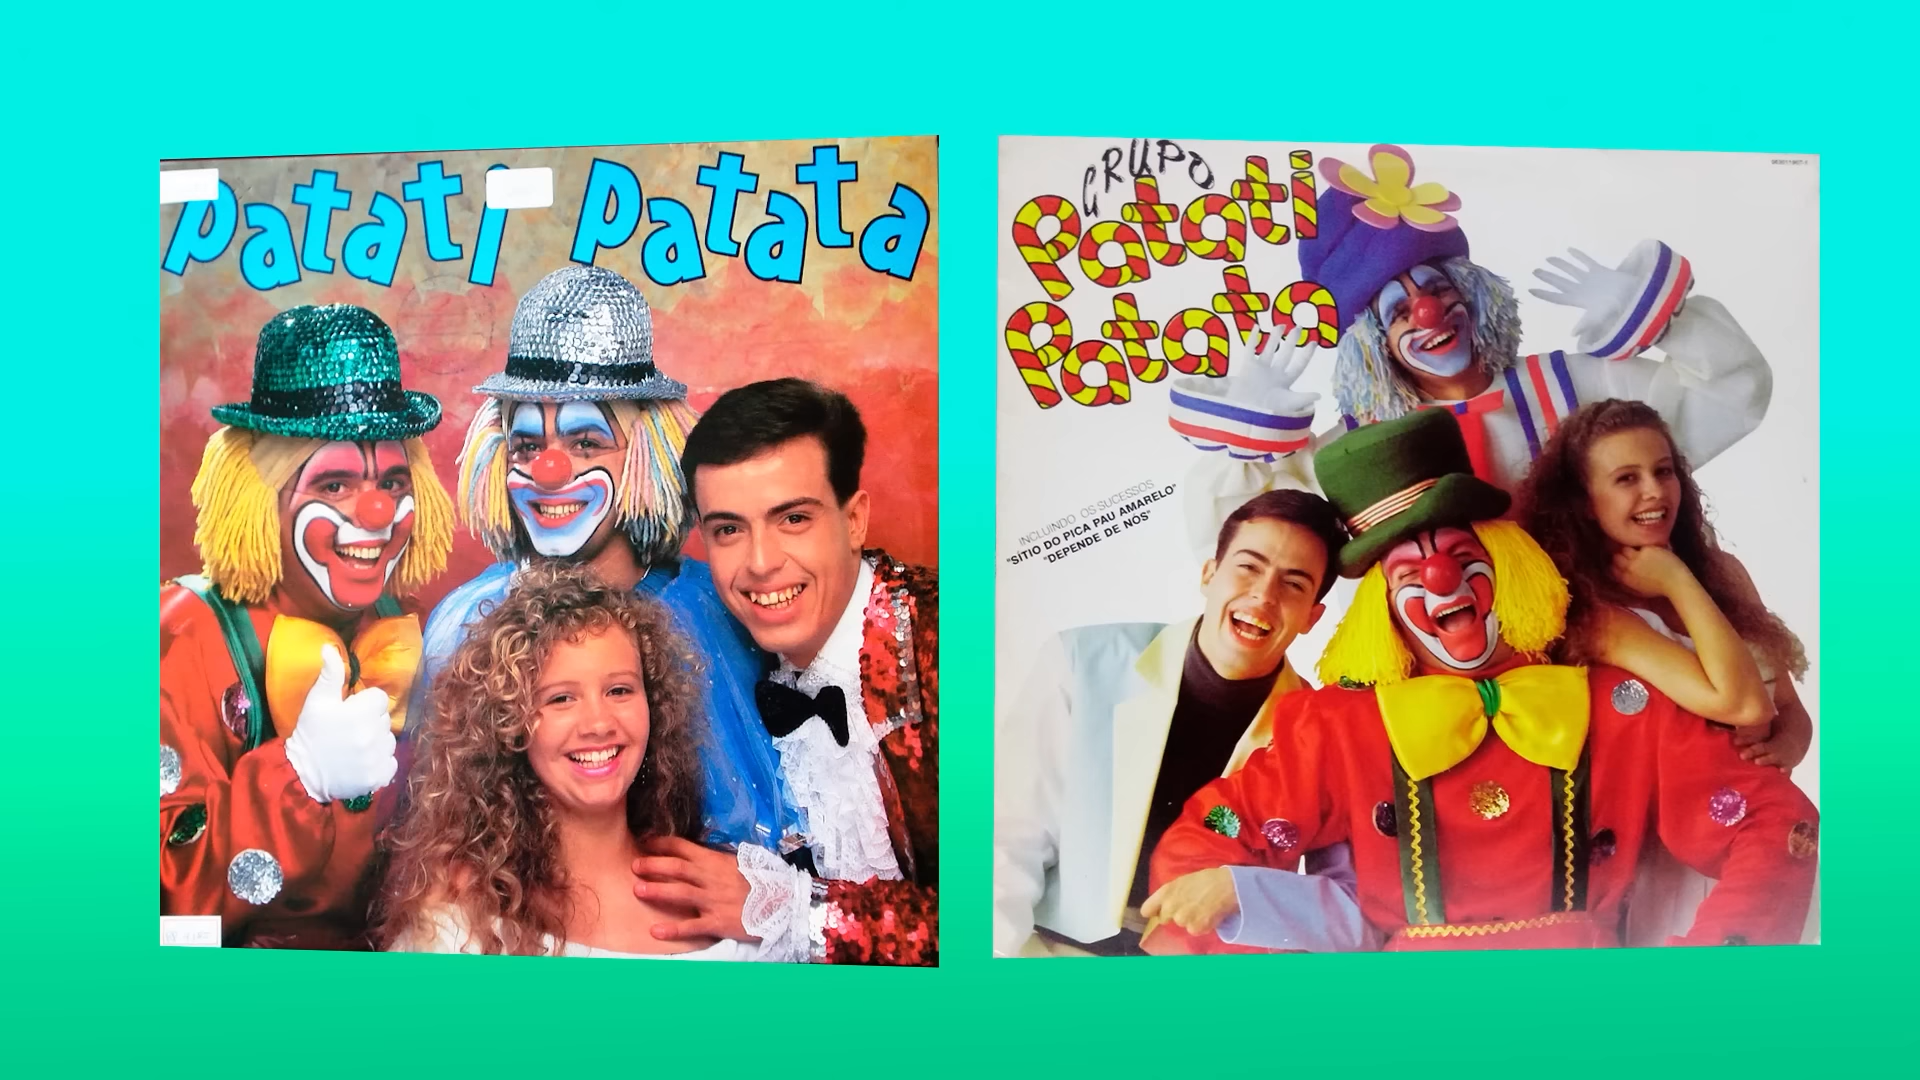 Patati Patata
GRUPO
Patati
Patata
INCLUINDO OS SUCESSOS
"SÍTIO DO PICA PAU AMARELO"
"DEPENDE DE NÓS"